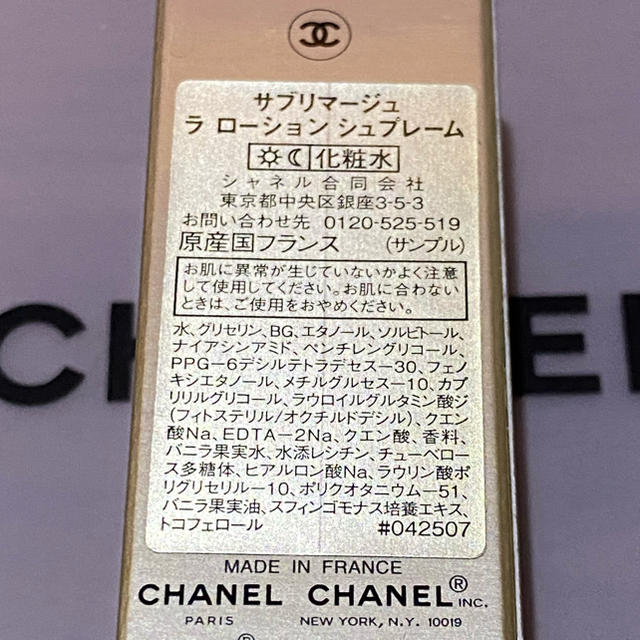 サブリマージュ
ラ ローション シュプレーム
化粧水
シャネル合同会社
東京都中央区銀座3-5-3
お問い合わせ先 0120-525-519
原産国フランス (サンプル)
お肌に異常が生じていないかよく注意
して使用してください。お肌に合わない
ときは、ご使用をおやめください。
水、グリセリン、BG、エタノール、ソルビトール、
ナイアシンアミド、ペンチレングリコール、
PPG-6デシルテトラデセス-30、フェノ
キシエタノール、メチルグルセス-10、カプ
リリルグリコール、ラウロイルグルタミン酸ジ
(フィトステリル/オクチルドデシル)、クエン
酸Na、EDTA-2Na、クエン酸、香料、
バニラ果実水、水添レシチン、チューベロー
ス多糖体、ヒアルロン酸Na、ラウリン酸ポ
リグリセリル-10、ポリクオタニウム-51、
バニラ果実油、スフィンゴモナス培養エキス、
トコフェロール #042507
MADE IN FRANCE
CHANEL CHANEL® INC.
PARIS NEW YORK, N.Y. 10019